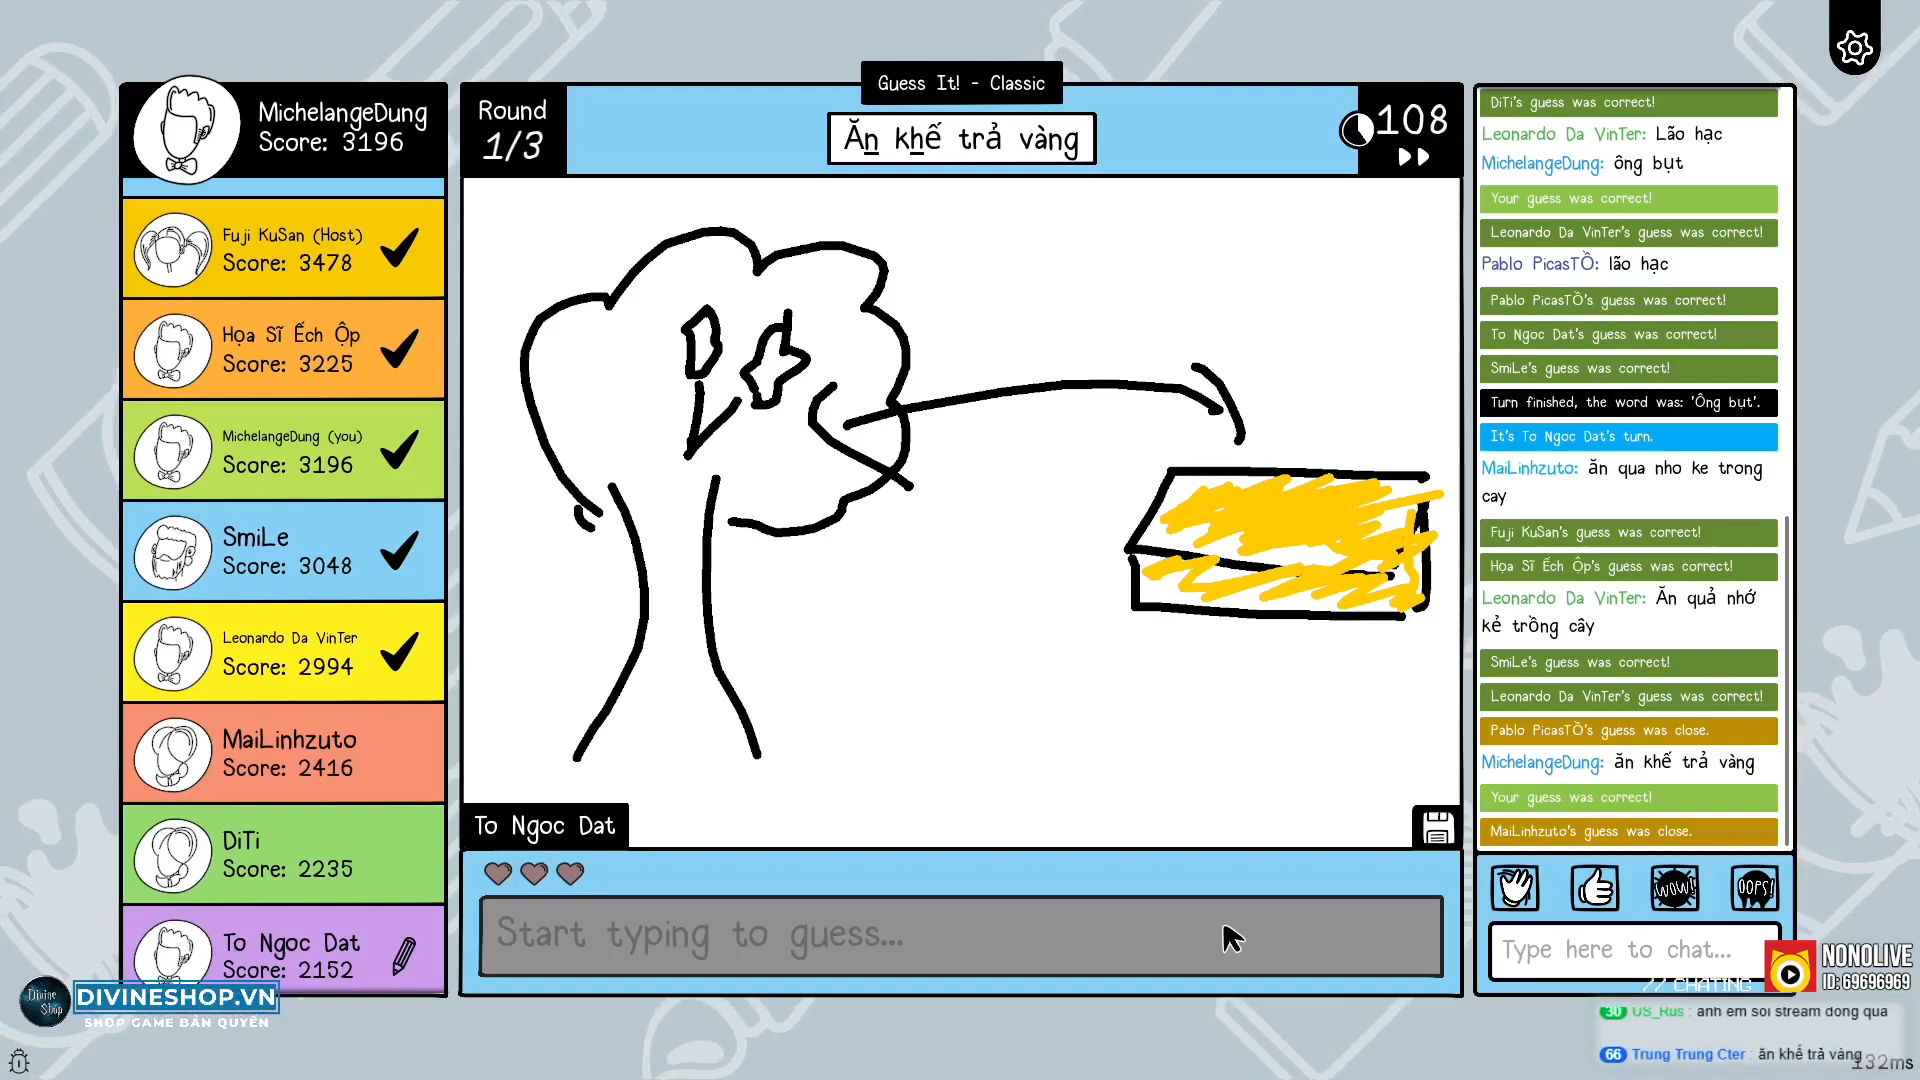 Guess It! - Classic
MichelangeDung
Score: 3196
Round
1/3
Ăn khế trả vàng
108
Fuji KuSan (Host)
Score: 3478
Họa Sĩ Ếch Ộp
Score: 3225
MichelangeDung (you)
Score: 3196
SmiLe
Score: 3048
Leonardo Da VinTer
Score: 2994
MaiLinhzuto
Score: 2416
DiTi
Score: 2235
To Ngoc Dat
Score: 2152
To Ngoc Dat
Start typing to guess...
DiTi's guess was correct!
Leonardo Da VinTer: Lão hạc
MichelangeDung: ông bụt
Your guess was correct!
Leonardo Da VinTer's guess was correct!
Pablo PicasTỒ: lão hạc
Pablo PicasTỒ's guess was correct!
To Ngoc Dat's guess was correct!
SmiLe's guess was correct!
Turn finished, the word was: 'Ông bụt'.
It's To Ngoc Dat's turn.
MaiLinhzuto: ăn qua nho ke trong
cay
Fuji KuSan's guess was correct!
Họa Sĩ Ếch Ộp's guess was correct!
Leonardo Da VinTer: Ăn quả nhớ
kẻ trồng cây
SmiLe's guess was correct!
Leonardo Da VinTer's guess was correct!
Pablo PicasTỒ's guess was close.
MichelangeDung: ăn khế trả vàng
Your guess was correct!
MaiLinhzuto's guess was close.
WOW!
OOPS!
Type here to chat...
// CHATING
NONOLIVE
ID:69696969
30 US_Rus : anh em soi stream dong qua
66 Trung Trung Cter : ăn khế trả vàng
132ms
Divine
Shop
DIVINESHOP.VN
SHOP GAME BẢN QUYỀN